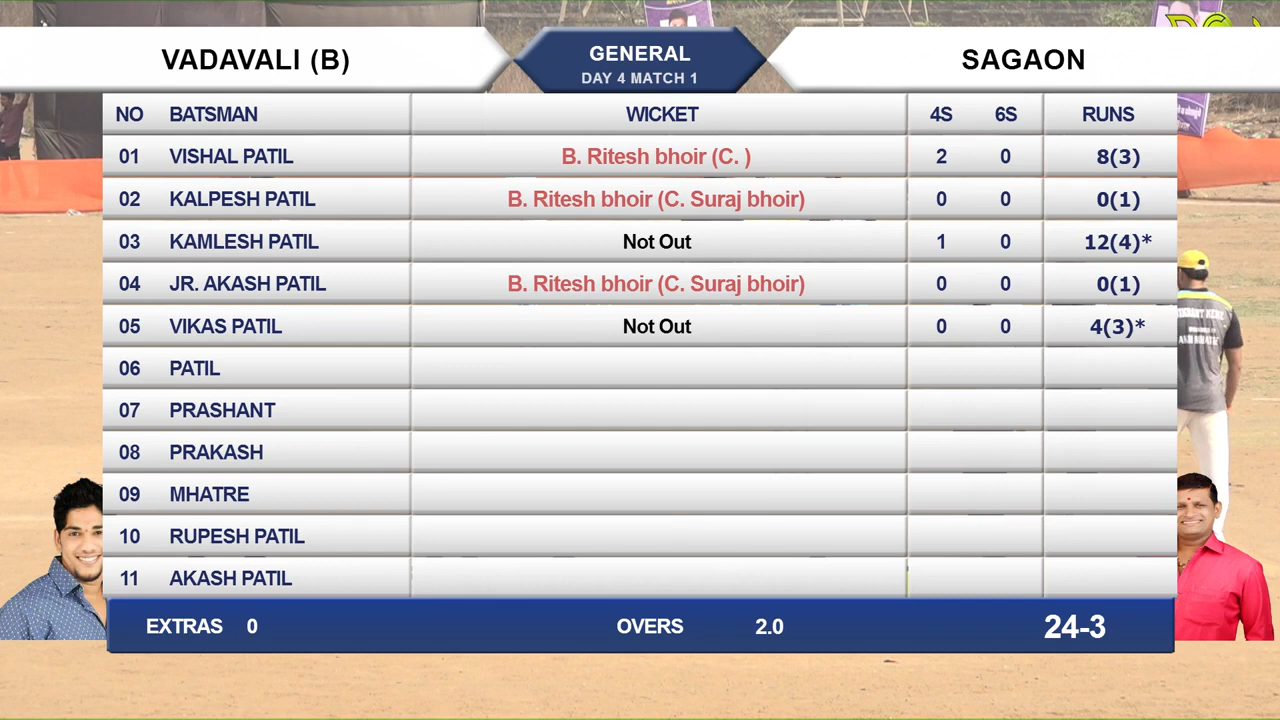 VADAVALI (B)
GENERAL
DAY 4 MATCH 1
SAGAON
NO BATSMAN WICKET 4S 6S RUNS
01 VISHAL PATIL B. Ritesh bhoir (C. ) 2 0 8(3)
02 KALPESH PATIL B. Ritesh bhoir (C. Suraj bhoir) 0 0 0(1)
03 KAMLESH PATIL Not Out 1 0 12(4)*
04 JR. AKASH PATIL B. Ritesh bhoir (C. Suraj bhoir) 0 0 0(1)
05 VIKAS PATIL Not Out 0 0 4(3)*
06 PATIL
07 PRASHANT
08 PRAKASH
09 MHATRE
10 RUPESH PATIL
11 AKASH PATIL
EXTRAS 0 OVERS 2.0 24-3